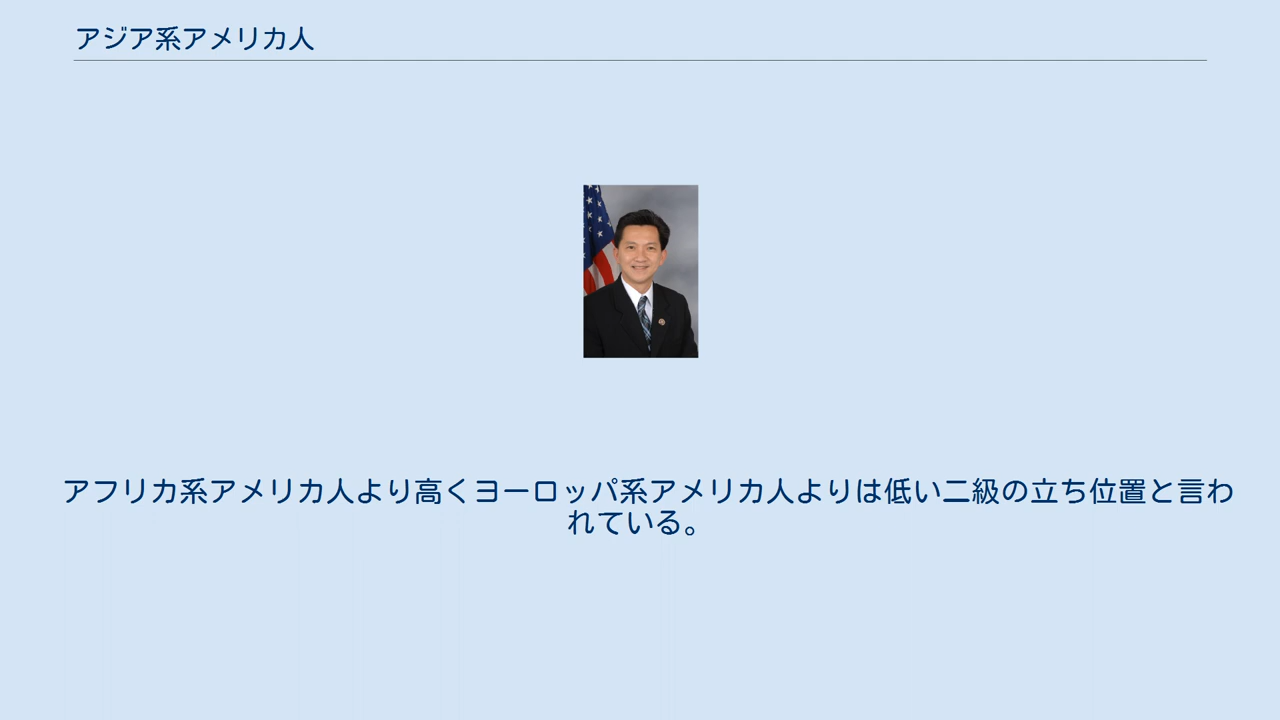 アジア系アメリカ人
アフリカ系アメリカ人より高くヨーロッパ系アメリカ人よりは低い二級の立ち位置と言わ
れている。